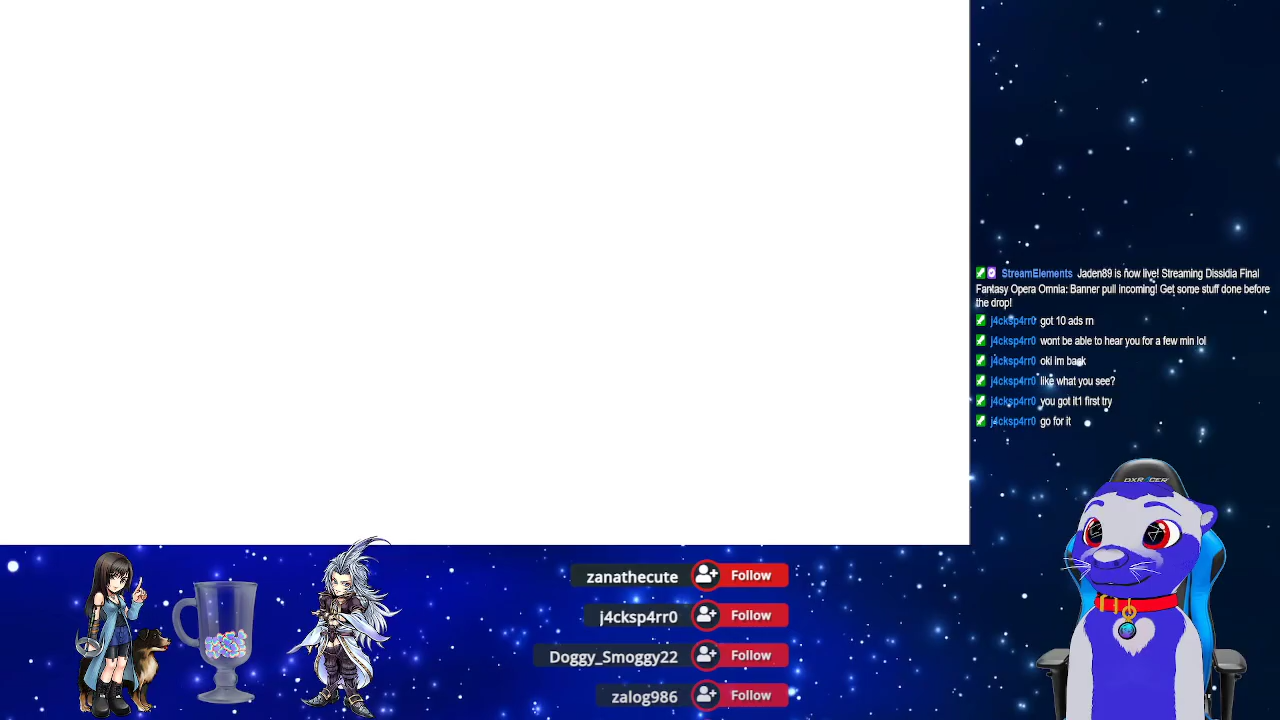 StreamElements Jaden89 is now live! Streaming Dissidia Final
Fantasy Opera Omnia: Banner pull Incoming! Get some stuff done before
the drop!
j4cksp4rr0 got 10 ads rn
j4cksp4rr0 wont be able to hear you for a few min lol
j4cksp4rr0 oki im back
j4cksp4rr0 like what you see?
j4cksp4rr0 you got it1 first try
j4cksp4rr0 go for it
DXRACER
zanathecute Follow
j4cksp4rr0 Follow
Doggy_Smoggy22 Follow
zalog986 Follow